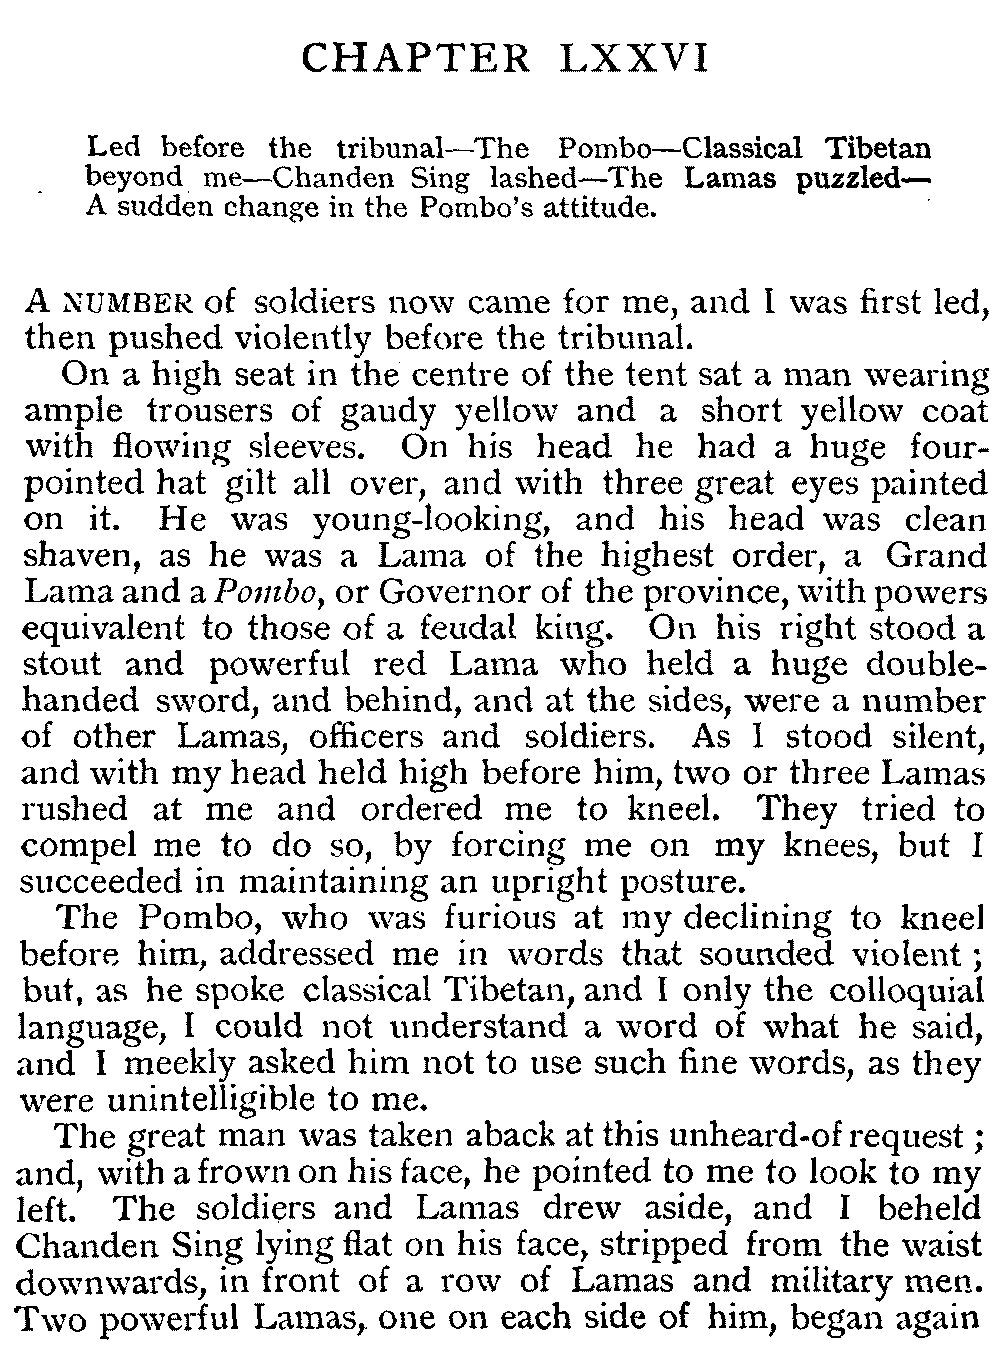 CHAPTER LXXVI
Led before the tribunal—The Pombo—Classical Tibetan
beyond me—Chanden Sing lashed—The Lamas puzzled—
A sudden change in the Pombo's attitude.
A NUMBER of soldiers now came for me, and I was first led,
then pushed violently before the tribunal.
On a high seat in the centre of the tent sat a man wearing
ample trousers of gaudy yellow and a short yellow coat
with flowing sleeves. On his head he had a huge four-
pointed hat gilt all over, and with three great eyes painted
on it. He was young-looking, and his head was clean
shaven, as he was a Lama of the highest order, a Grand
Lama and a Pombo, or Governor of the province, with powers
equivalent to those of a feudal king. On his right stood a
stout and powerful red Lama who held a huge double-
handed sword, and behind, and at the sides, were a number
of other Lamas, officers and soldiers. As I stood silent,
and with my head held high before him, two or three Lamas
rushed at me and ordered me to kneel. They tried to
compel me to do so, by forcing me on my knees, but I
succeeded in maintaining an upright posture.
The Pombo, who was furious at my declining to kneel
before him, addressed me in words that sounded violent ;
but, as he spoke classical Tibetan, and I only the colloquial
language, I could not understand a word of what he said,
and I meekly asked him not to use such fine words, as they
were unintelligible to me.
The great man was taken aback at this unheard-of request ;
and, with a frown on his face, he pointed to me to look to my
left. The soldiers and Lamas drew aside, and I beheld
Chanden Sing lying flat on his face, stripped from the waist
downwards, in front of a row of Lamas and military men.
Two powerful Lamas, one on each side of him, began again